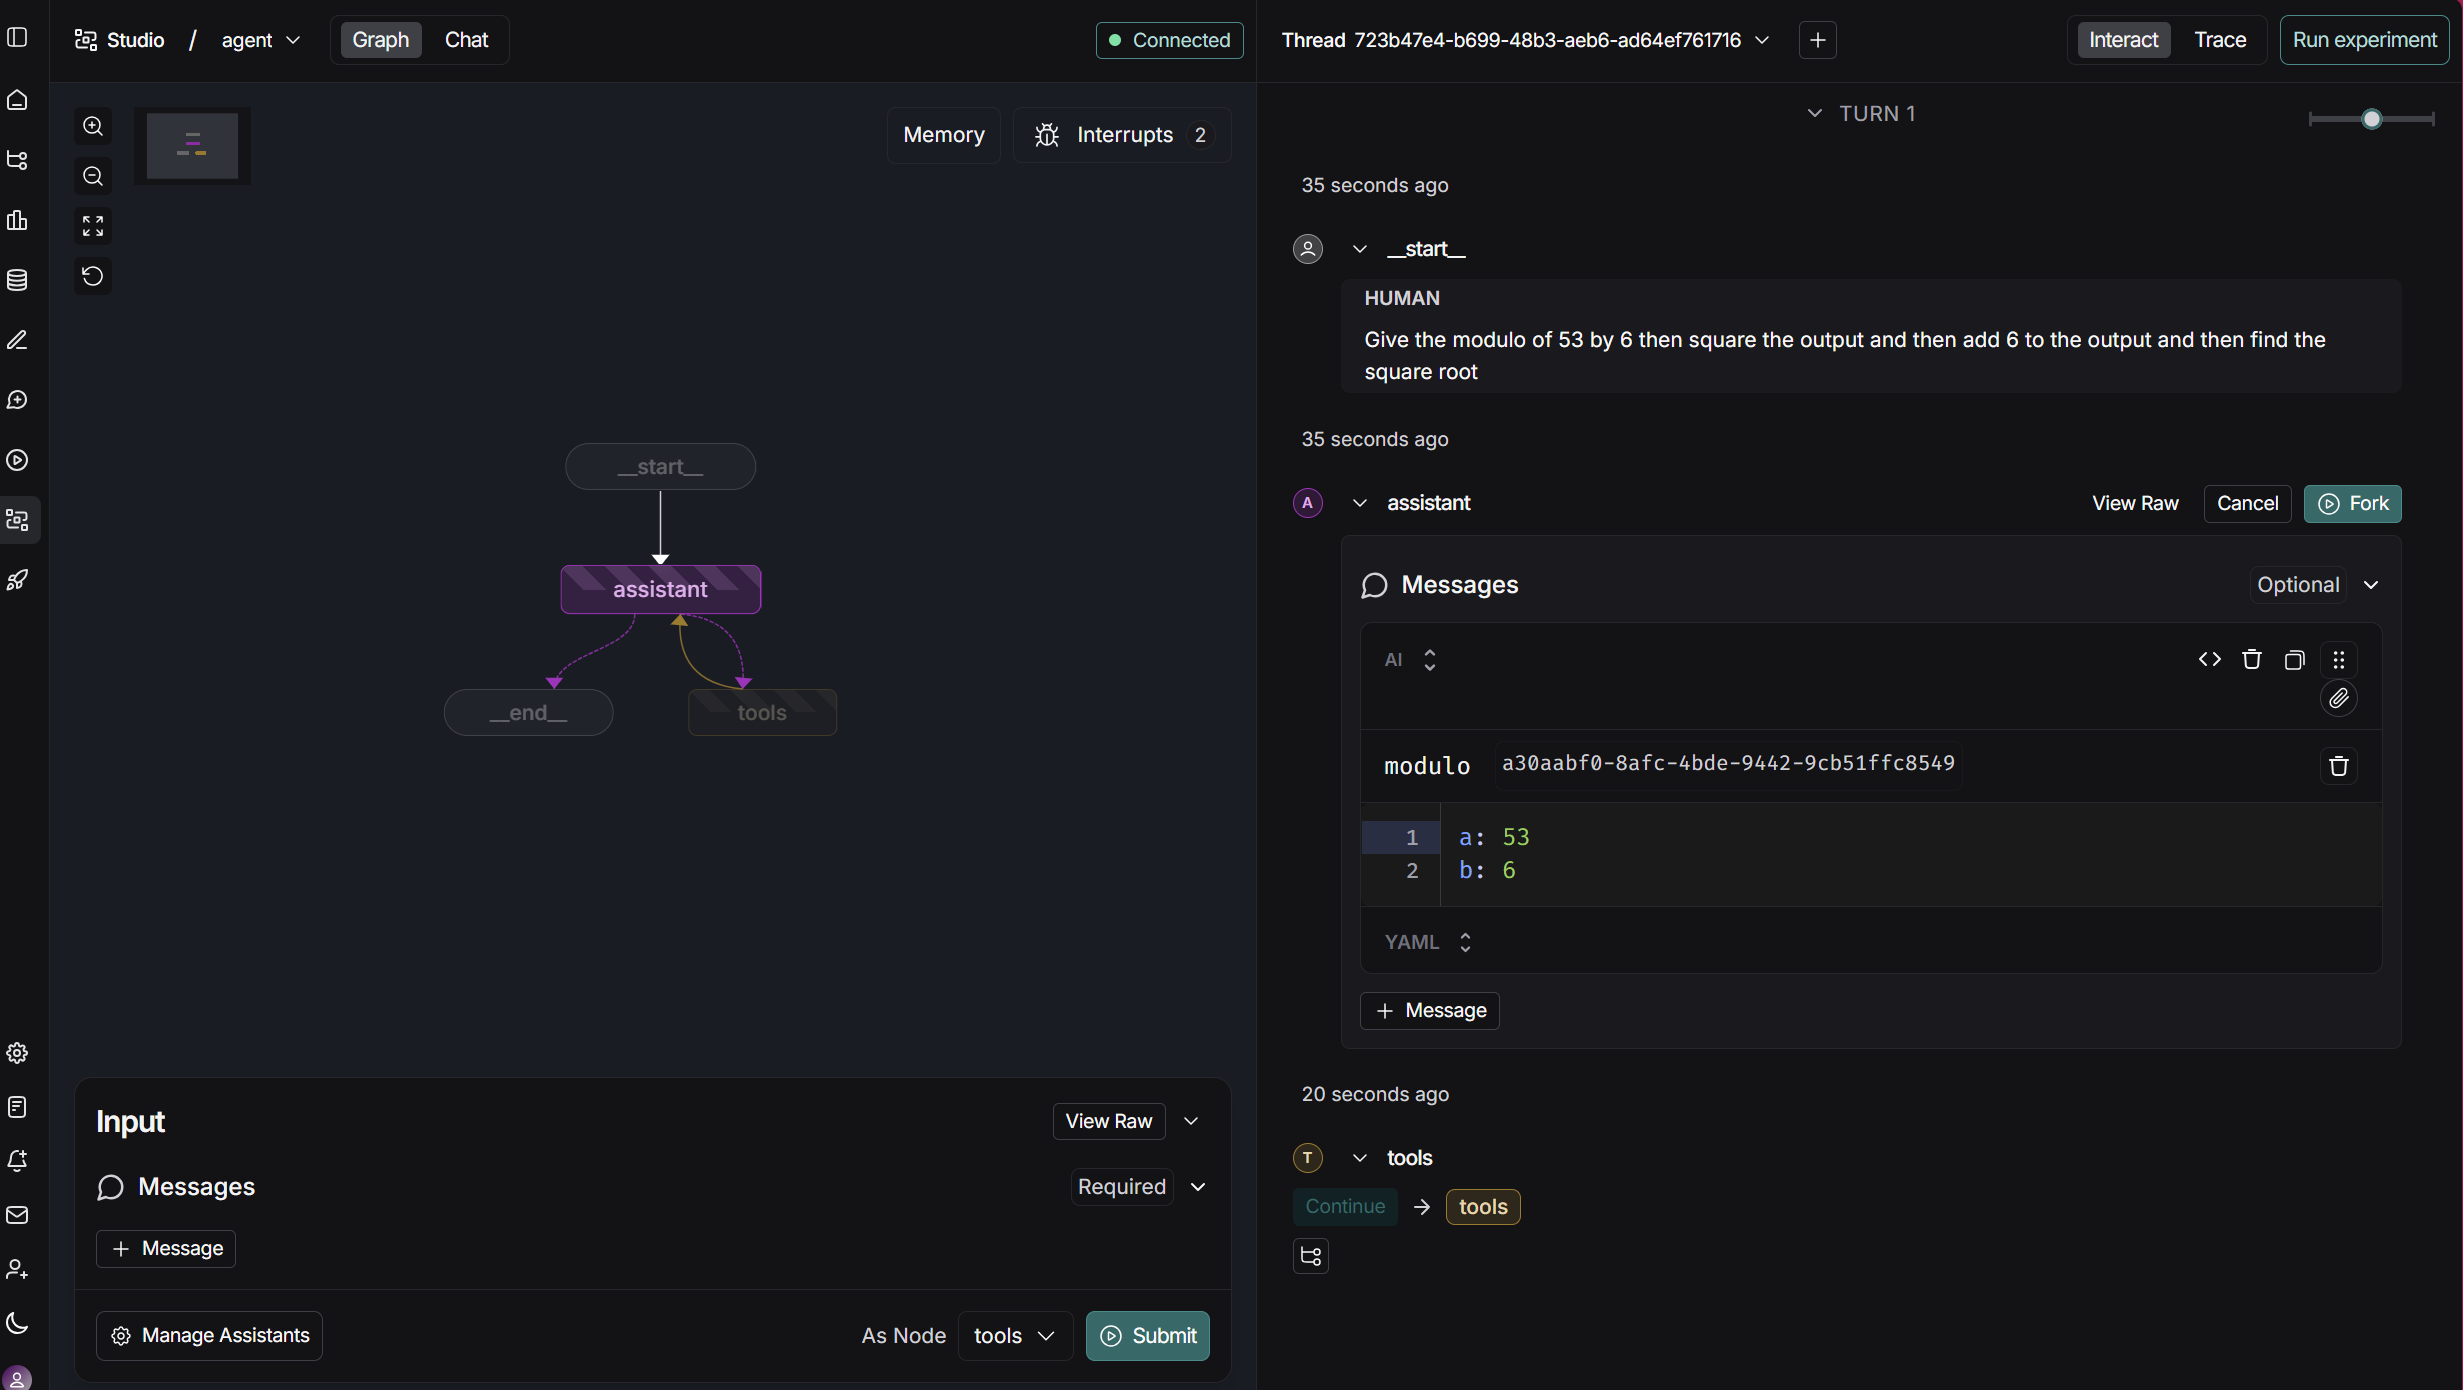 Studio / agent
Graph Chat
Connected
Memory
Interrupts 2
__start__
assistant
__end__
tools
Input
View Raw
Messages
Required
+ Message
Manage Assistants
As Node
tools
Submit
Thread 723b47e4-b699-48b3-aeb6-ad64ef761716
+
Interact Trace
Run experiment
TURN 1
35 seconds ago
__start__
HUMAN
Give the modulo of 53 by 6 then square the output and then add 6 to the output and then find the
square root
35 seconds ago
A
assistant
View Raw
Cancel
Fork
Messages
Optional
AI
modulo a30aabf0-8afc-4bde-9442-9cb51ffc8549
1 a: 53
2 b: 6
YAML
+ Message
20 seconds ago
T
tools
Continue → tools